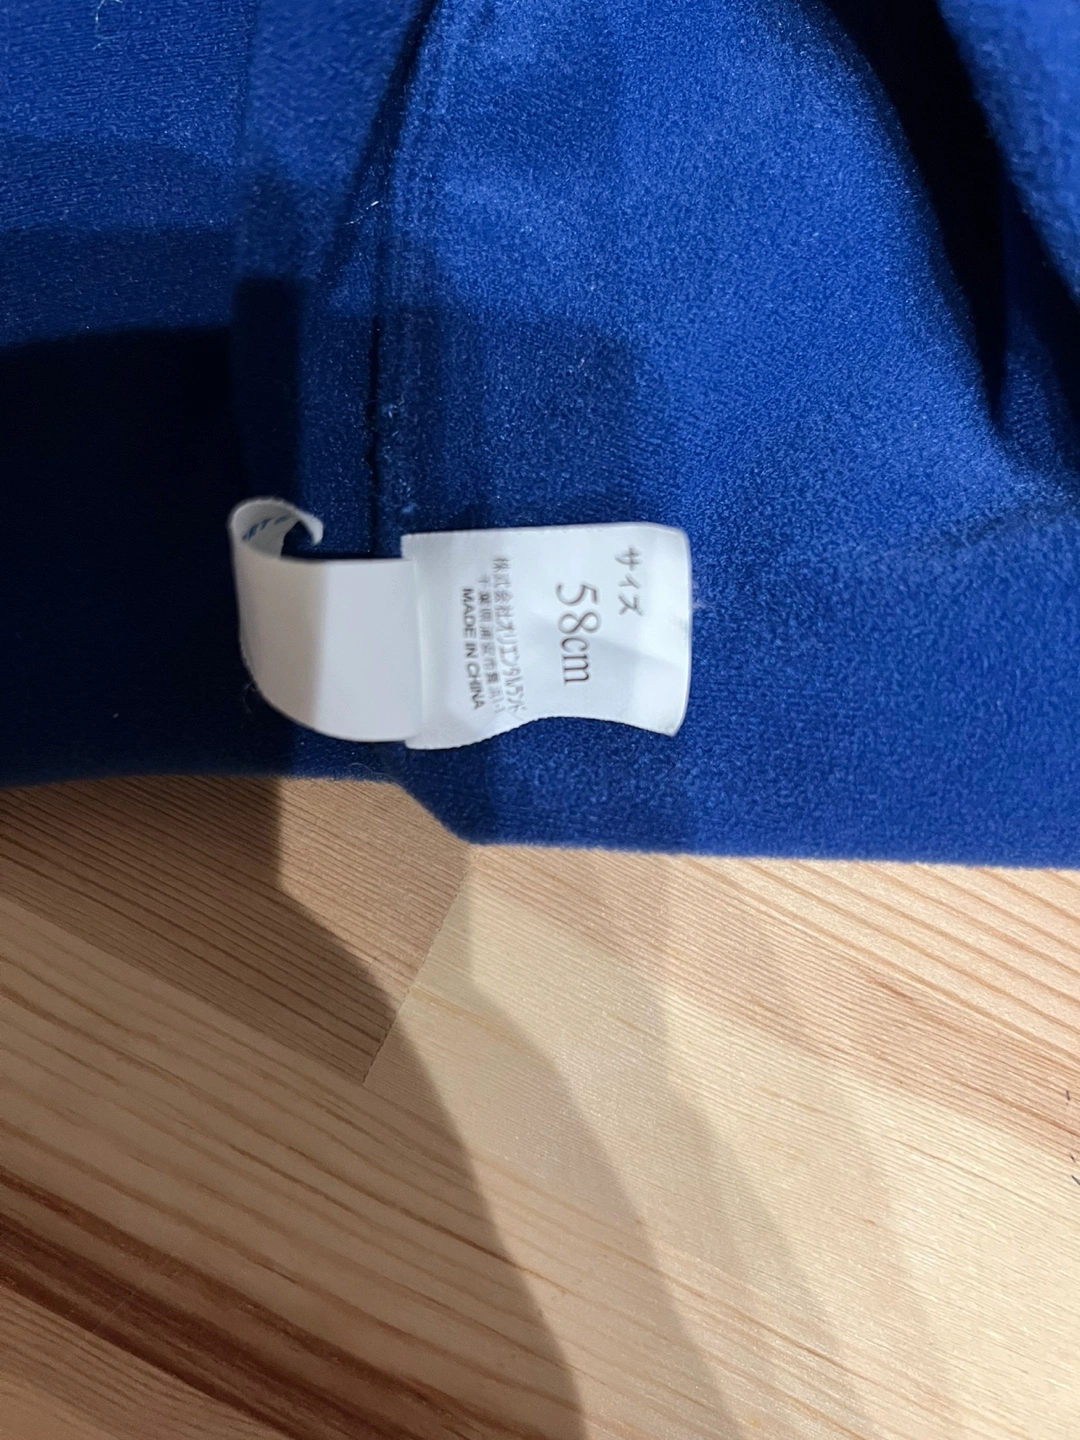 サイズ
58cm
株式会社オリエンタルランド
千葉県浦安市舞浜1-1
MADE IN CHINA